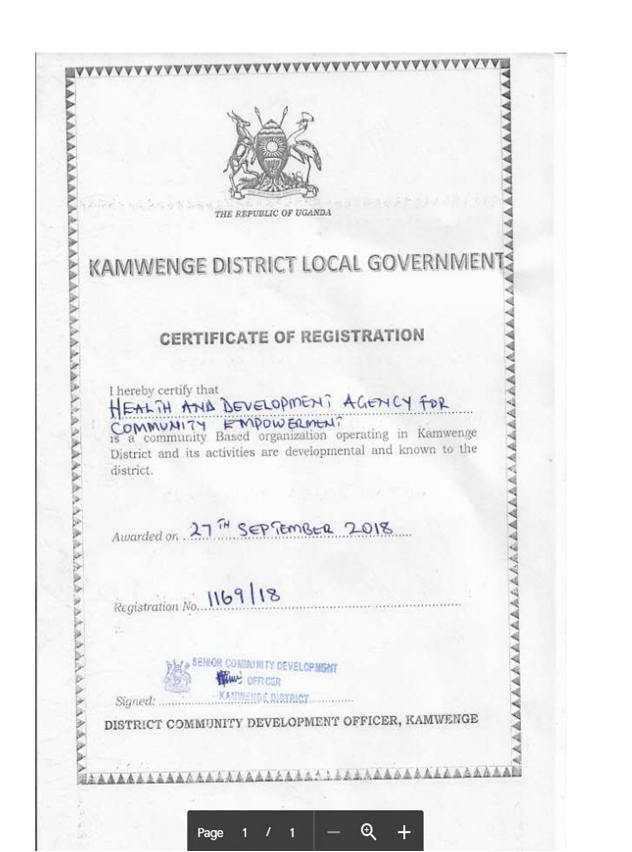 THE REPUBLIC OF UGANDA
KAMWENGE DISTRICT LOCAL GOVERNMENT
CERTIFICATE OF REGISTRATION
I hereby certify that
HEALTH AND DEVELOPMENT AGENCY FOR
COMMUNITY EMPOWERMENT
is a community Based organization operating in Kamwenge
District and its activities are developmental and known to the
district.
Awarded on 27TH SEPTEMBER 2018
Registration No. 1169/18
SENIOR COMMUNITY DEVELOPMENT
OFFICER
KAMWENGE DISTRICT
Signed:
DISTRICT COMMUNITY DEVELOPMENT OFFICER, KAMWENGE
Page 1 / 1